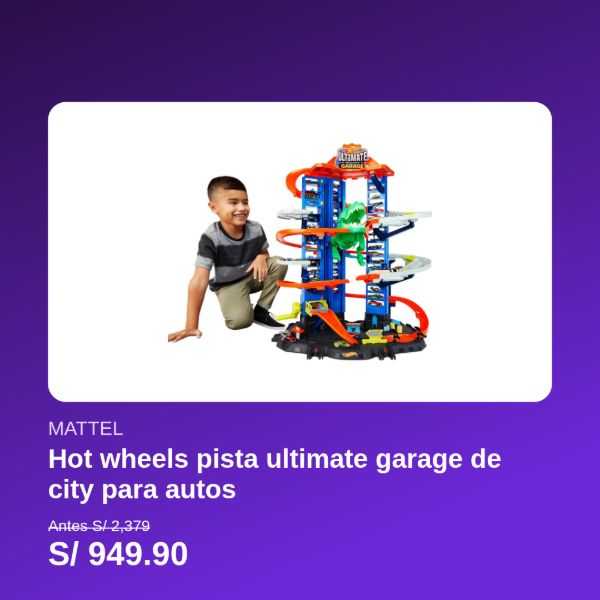 ULTIMATE
GARAGE
MATTEL
Hot wheels pista ultimate garage de
city para autos
Antes S/ 2,379
S/ 949.90